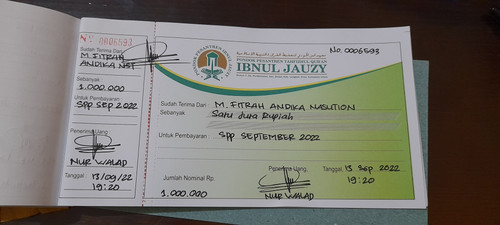 No 0006593
Sudah Terima Dari:
M. FITRAH
ANDIKA NST
Sebanyak
1.000.000
Untuk Pembayaran:
SPP SEP 2022
Penerima Uang
NUR WALAD
Tanggal: 13/09/22
19:20
PONDOK PESANTREN TAHFIDZUL QUR'AN
IBNUL JAUZY
No. 0006593
Sudah Terima Dari : M. FITRAH ANDIKA NASUTION
Sebanyak : Satu Juta Rupiah
Untuk Pembayaran : SPP SEPTEMBER 2022
Jumlah Nominal Rp.
1.000.000
Penerima Uang,
NUR WALAD
Tanggal: 13 Sep 2022
19:20